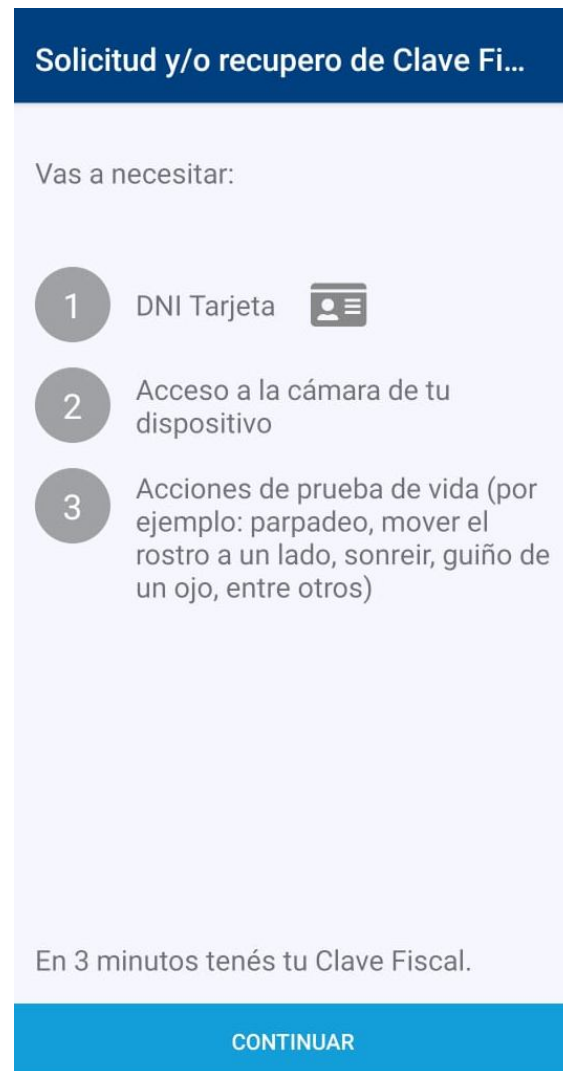 Solicitud y/o recupero de Clave Fi...
Vas a necesitar:
1 DNI Tarjeta
2 Acceso a la cámara de tu
dispositivo
3 Acciones de prueba de vida (por
ejemplo: parpadeo, mover el
rostro a un lado, sonreir, guiño de
un ojo, entre otros)
En 3 minutos tenés tu Clave Fiscal.
CONTINUAR